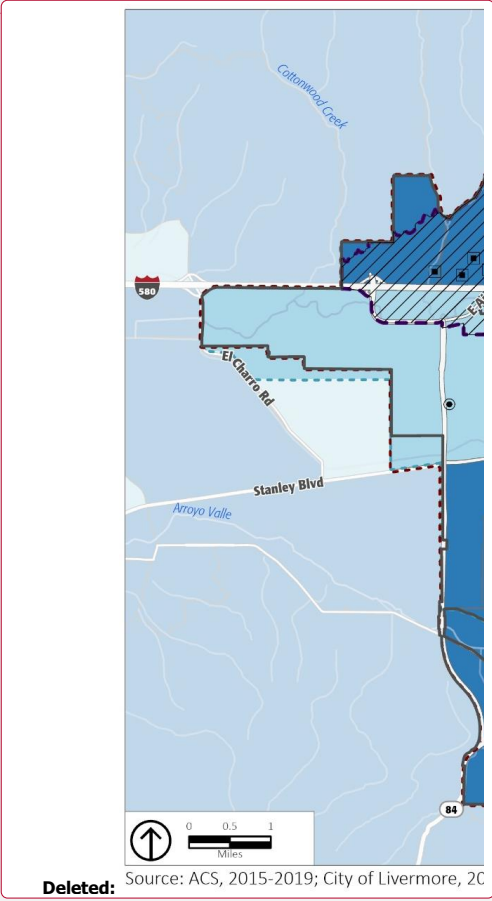 Cottonwood Creek
580
E Ai
El Charro Rd
Stanley Blvd
Arroyo Valle
84
0 0.5 1
Miles
Deleted: Source: ACS, 2015-2019; City of Livermore, 20